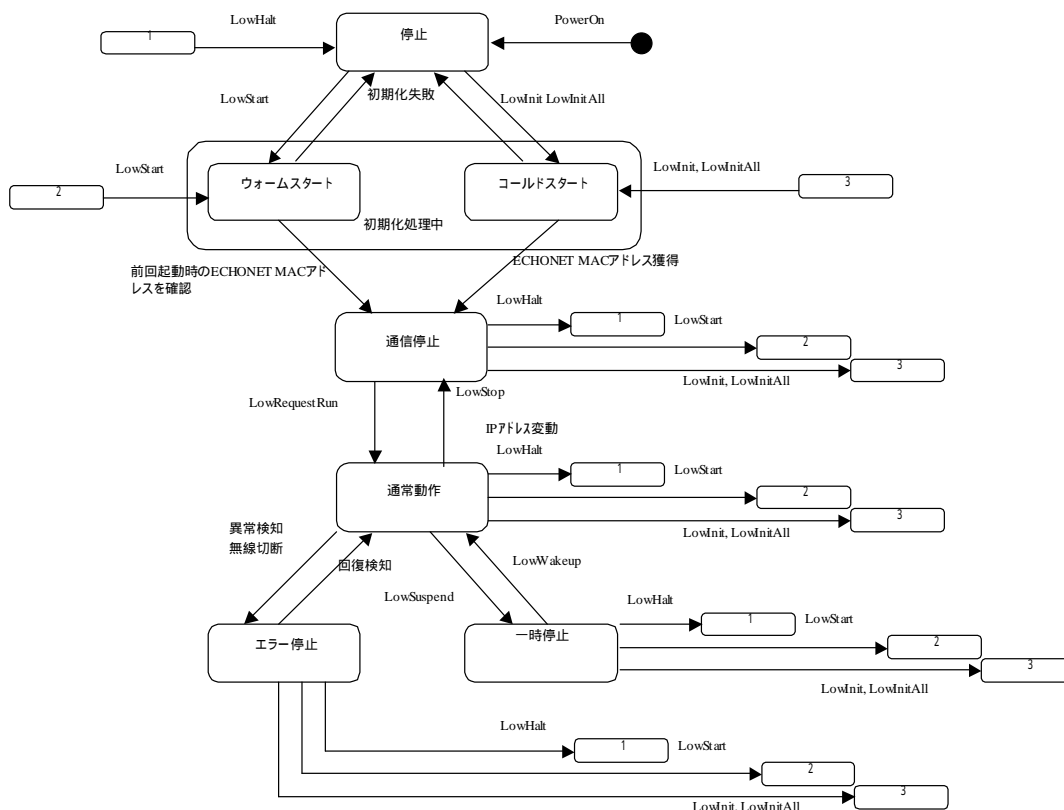 LowHalt
1
停止
PowerOn
LowStart
初期化失敗
LowInit LowInitAll
LowStart
2
ウォームスタート
コールドスタート
LowInit, LowInitAll
3
初期化処理中
前回起動時のECHONET MACアド
レスを確認
ECHONET MACアドレス獲得
通信停止
LowHalt
1
LowStart
2
LowInit, LowInitAll
3
LowRequestRun
LowStop
IPアドレス変動
通常動作
LowHalt
1
LowStart
2
LowInit, LowInitAll
3
異常検知
無線切断
回復検知
LowSuspend
LowWakeup
エラー停止
一時停止
LowHalt
1
LowStart
2
LowInit, LowInitAll
3
LowHalt
1
LowStart
2
LowInit, LowInitAll
3